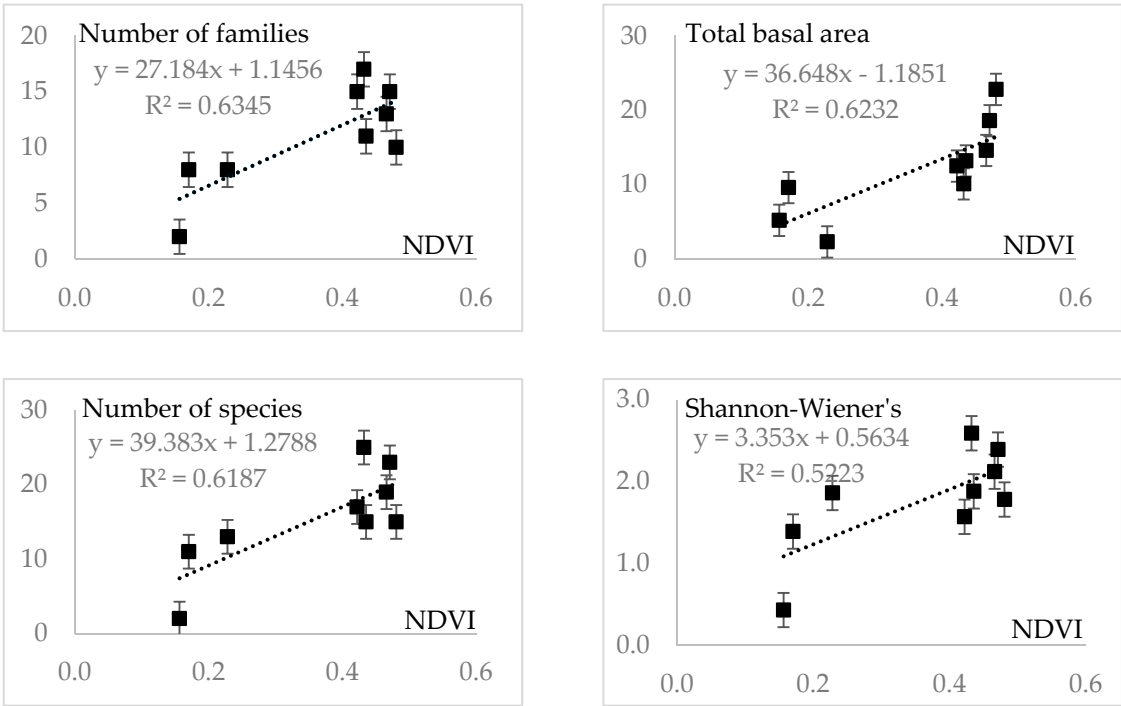 Number of families
y = 27.184x + 1.1456
R² = 0.6345
20
15
10
5
0
NDVI
0.0 0.2 0.4 0.6
Total basal area
y = 36.648x - 1.1851
R² = 0.6232
30
20
10
0
NDVI
0.0 0.2 0.4 0.6
Number of species
y = 39.383x + 1.2788
R² = 0.6187
30
20
10
0
NDVI
0.0 0.2 0.4 0.6
Shannon-Wiener's
y = 3.353x + 0.5634
R² = 0.5223
3.0
2.0
1.0
0.0
NDVI
0.0 0.2 0.4 0.6